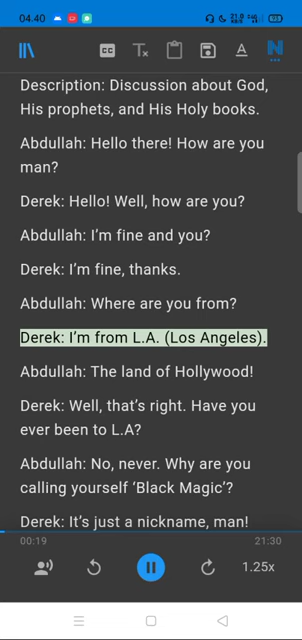 04.40
Description: Discussion about God,
His prophets, and His Holy books.
Abdullah: Hello there! How are you
man?
Derek: Hello! Well, how are you?
Abdullah: I'm fine and you?
Derek: I'm fine, thanks.
Abdullah: Where are you from?
Derek: I'm from L.A. (Los Angeles).
Abdullah: The land of Hollywood!
Derek: Well, that's right. Have you
ever been to L.A?
Abdullah: No, never. Why are you
calling yourself ‘Black Magic’?
Derek: It's just a nickname, man!
00:19 21:30
1.25x